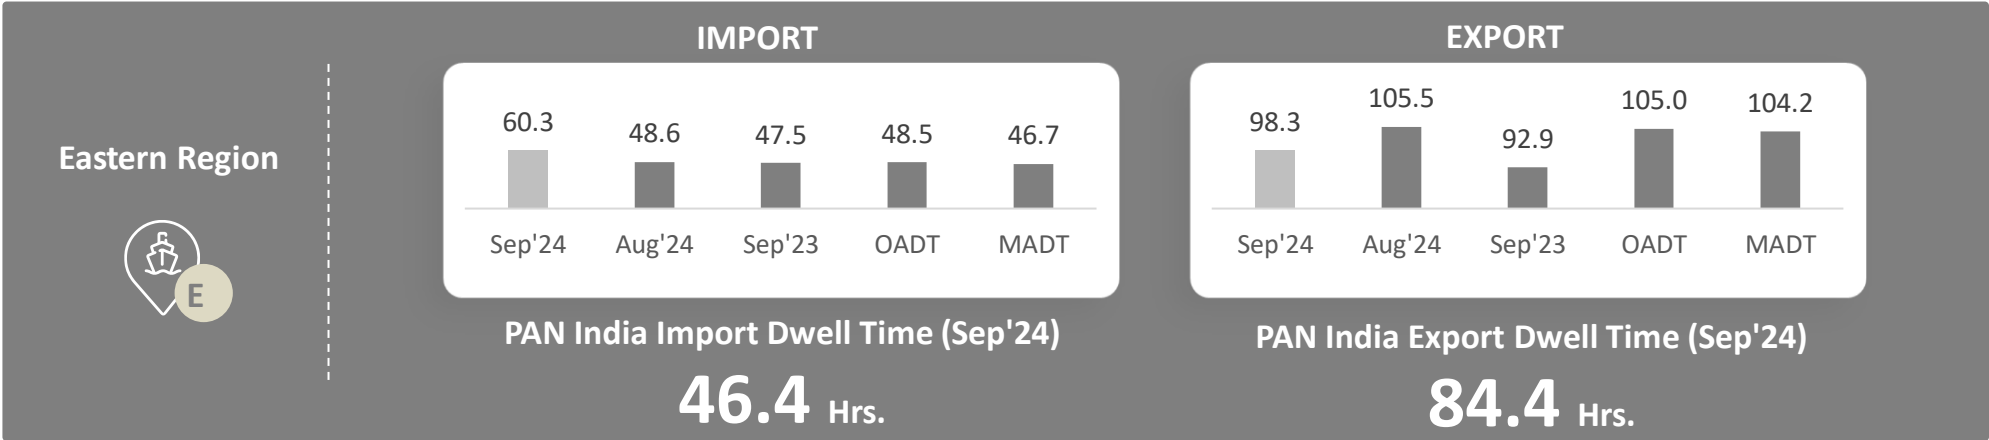 Eastern Region
E
IMPORT
60.3 48.6 47.5 48.5 46.7
Sep'24 Aug'24 Sep'23 OADT MADT
PAN India Import Dwell Time (Sep'24)
46.4 Hrs.
EXPORT
98.3 105.5 92.9 105.0 104.2
Sep'24 Aug'24 Sep'23 OADT MADT
PAN India Export Dwell Time (Sep'24)
84.4 Hrs.